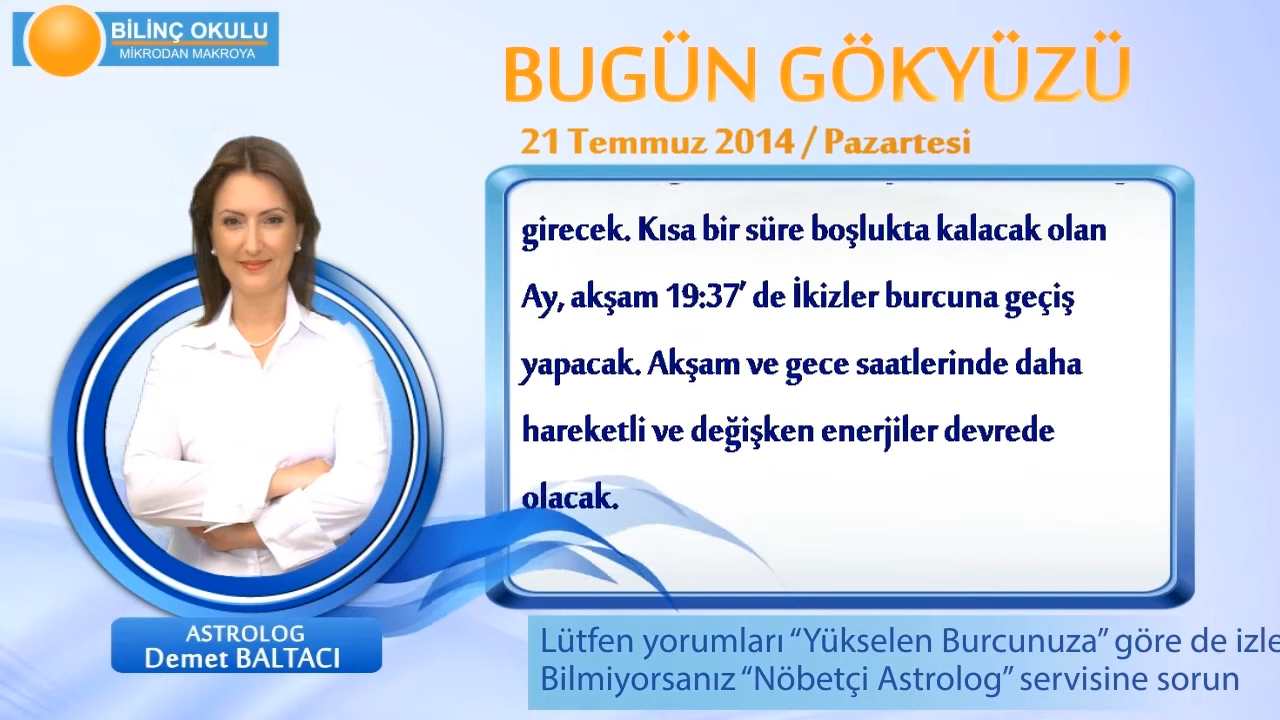 BİLİNÇ OKULU
MİKRODAN MAKROYA
BUGÜN GÖKYÜZÜ
21 Temmuz 2014 / Pazartesi
girecek. Kısa bir süre boşlukta kalacak olan
Ay, akşam 19:37’ de İkizler burcuna geçiş
yapacak. Akşam ve gece saatlerinde daha
hareketli ve değişken enerjiler devrede
olacak.
ASTROLOG
Demet BALTACI
Lütfen yorumları “Yükselen Burcunuza” göre de izle
Bilmiyorsanız “Nöbetçi Astrolog” servisine sorun